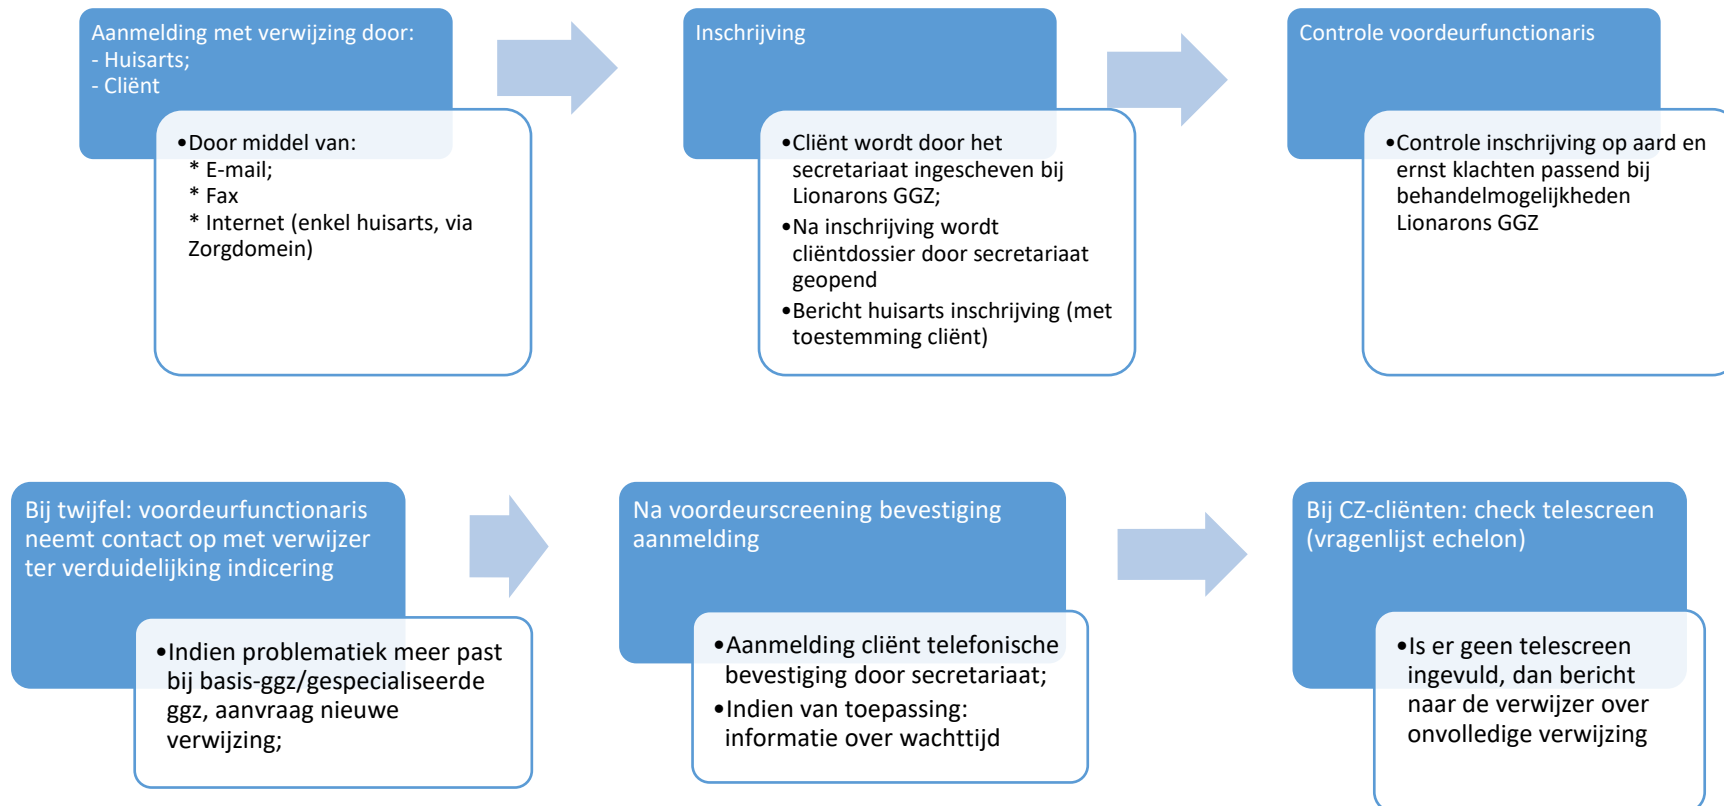 Aanmelding met verwijzing door:
- Huisarts;
- Cliënt
•Door middel van:
* E-mail;
* Fax
* Internet (enkel huisarts, via
Zorgdomein)
Inschrijving
•Cliënt wordt door het
secretariaat ingescheven bij
Lionarons GGZ;
•Na inschrijving wordt
cliëntdossier door secretariaat
geopend
•Bericht huisarts inschrijving (met
toestemming cliënt)
Controle voordeurfunctionaris
•Controle inschrijving op aard en
ernst klachten passend bij
behandelmogelijkheden
Lionarons GGZ
Bij twijfel: voordeurfunctionaris
neemt contact op met verwijzer
ter verduidelijking indicering
•Indien problematiek meer past
bij basis-ggz/gespecialiseerde
ggz, aanvraag nieuwe
verwijzing;
Na voordeurscreening bevestiging
aanmelding
•Aanmelding cliënt telefonische
bevestiging door secretariaat;
•Indien van toepassing:
informatie over wachttijd
Bij CZ-cliënten: check telescreen
(vragenlijst echelon)
•Is er geen telescreen
ingevuld, dan bericht
naar de verwijzer over
onvolledige verwijzing